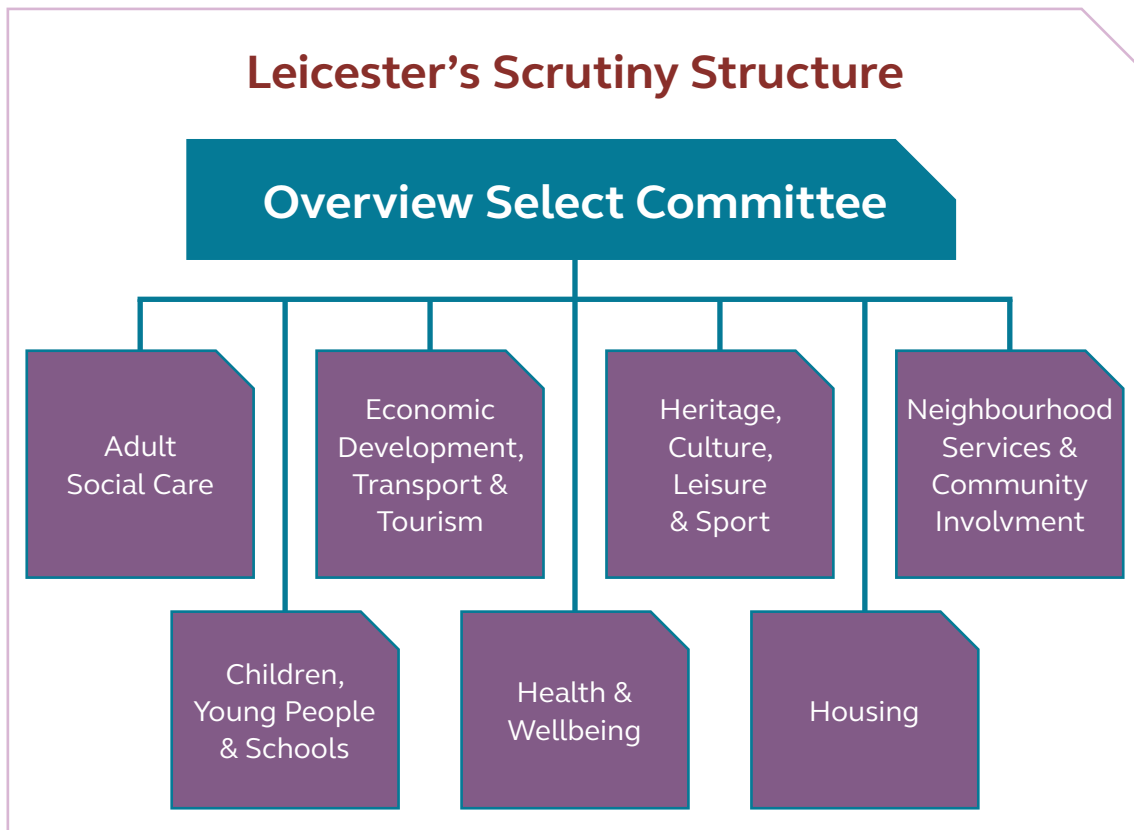 Leicester’s Scrutiny Structure
Overview Select Committee
Adult
Social Care
Economic
Development,
Transport &
Tourism
Heritage,
Culture,
Leisure
& Sport
Neighbourhood
Services &
Community
Involvment
Children,
Young People
& Schools
Health &
Wellbeing
Housing